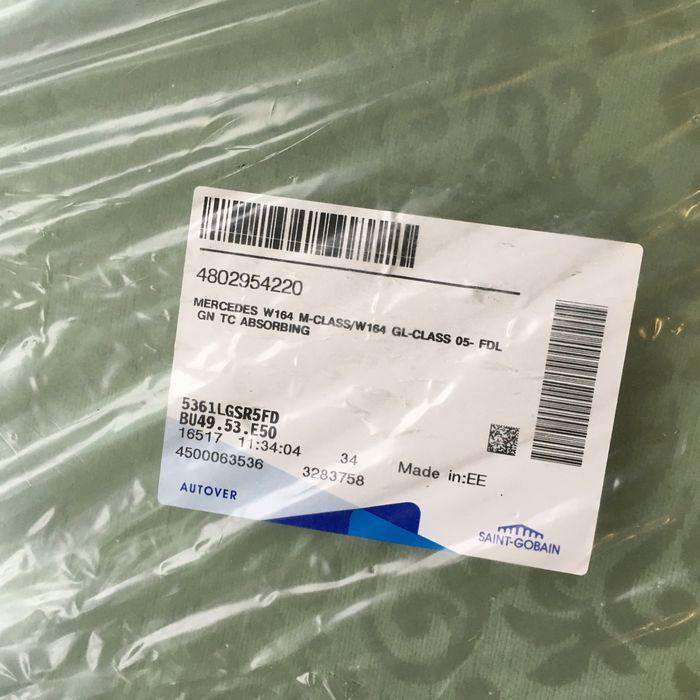 4802954220
MERCEDES W164 M-CLASS/W164 GL-CLASS 05- FDL
GN TC ABSORBING
5361LGSR5FD
BU49.53.E50
16517 11:34:04 34
4500063536 3283758 Made in:EE
AUTOVER
SAINT-GOBAIN